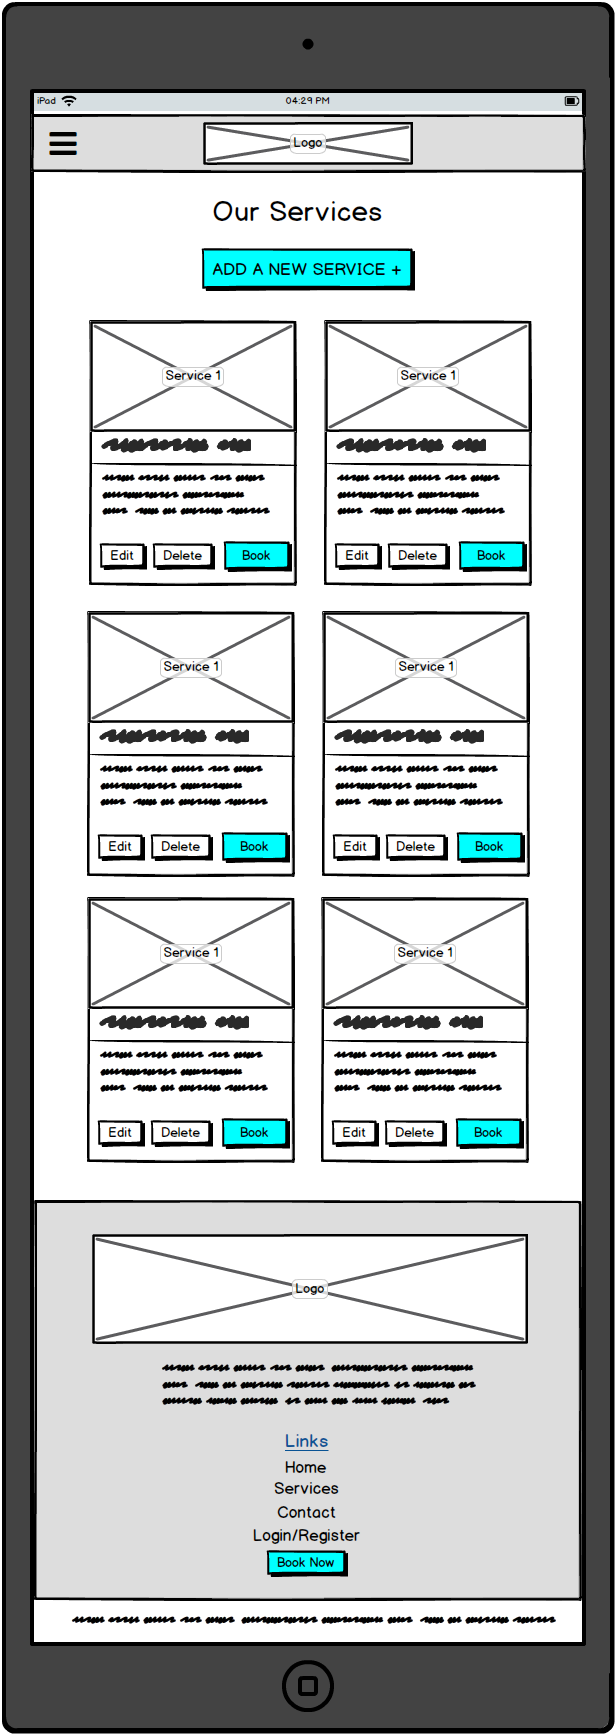 iPad 04:29 PM
Logo
Our Services
ADD A NEW SERVICE +
Service 1 Service 1
Edit Delete Book Edit Delete Book
Service 1 Service 1
Edit Delete Book Edit Delete Book
Service 1 Service 1
Edit Delete Book Edit Delete Book
Logo
Links
Home
Services
Contact
Login/Register
Book Now